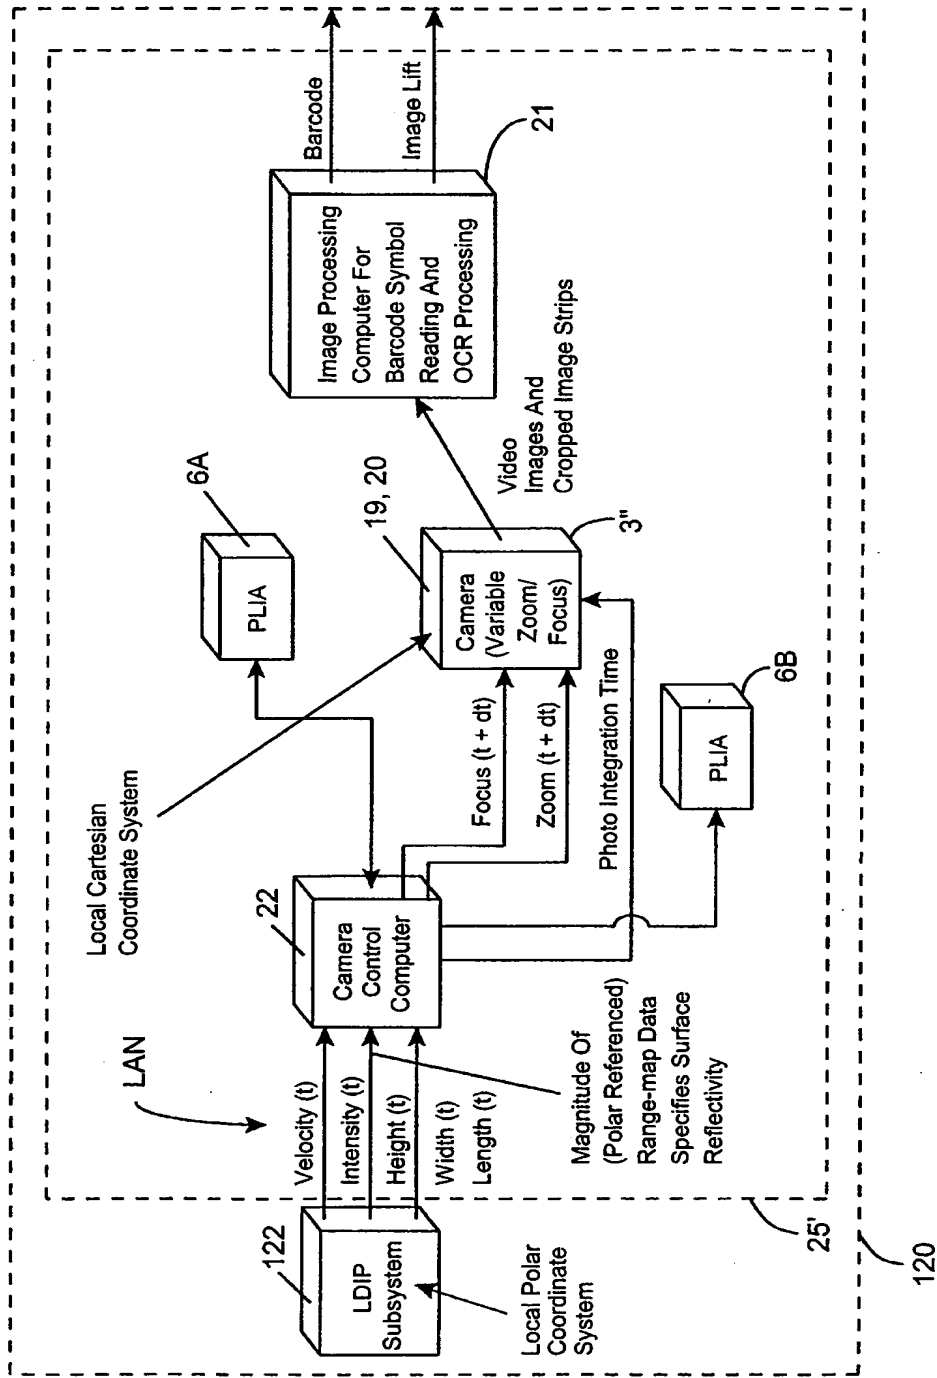 LAN
122
LDIP
Subsystem
Local Polar
Coordinate
System
Velocity (t)
Intensity (t)
Height (t)
Width (t)
Length (t)
Magnitude Of
(Polar Referenced)
Range-map Data
Specifies Surface
Reflectivity
22
Camera
Control
Computer
Local Cartesian
Coordinate System
Focus (t + dt)
Zoom (t + dt)
Photo Integration Time
6A
PLIA
19, 20
Camera
(Variable
Zoom/
Focus)
3"
6B
PLIA
Video
Images And
Cropped Image Strips
Image Processing
Computer For
Barcode Symbol
Reading And
OCR Processing
21
Barcode
Image Lift
25'
120